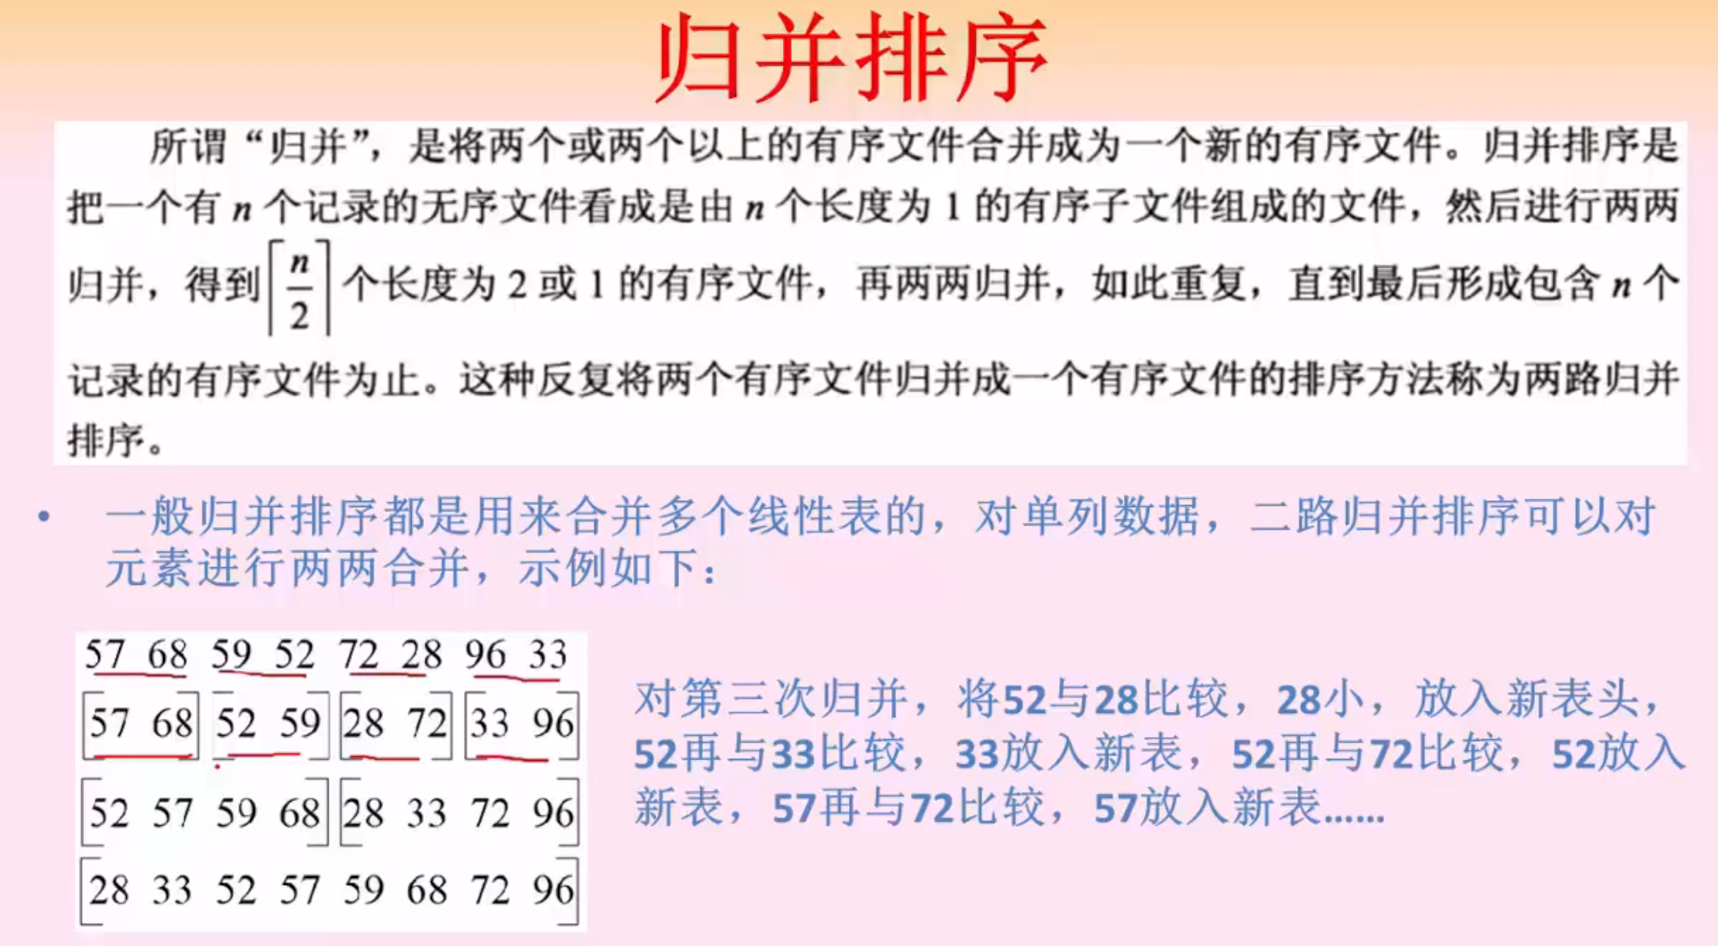 归并排序
所谓“归并”，是将两个或两个以上的有序文件合并成为一个新的有序文件。归并排序是
把一个有 n 个记录的无序文件看成是由 n 个长度为 1 的有序子文件组成的文件，然后进行两两
归并，得到⌈n/2⌉个长度为 2 或 1 的有序文件，再两两归并，如此重复，直到最后形成包含 n 个
记录的有序文件为止。这种反复将两个有序文件归并成一个有序文件的排序方法称为两路归并
排序。
• 一般归并排序都是用来合并多个线性表的，对单列数据，二路归并排序可以对
元素进行两两合并，示例如下：
57 68 59 52 72 28 96 33
[57 68] [52 59] [28 72] [33 96]
[52 57 59 68] [28 33 72 96]
[28 33 52 57 59 68 72 96]
对第三次归并，将52与28比较，28小，放入新表头，
52再与33比较，33放入新表，52再与72比较，52放入
新表，57再与72比较，57放入新表……